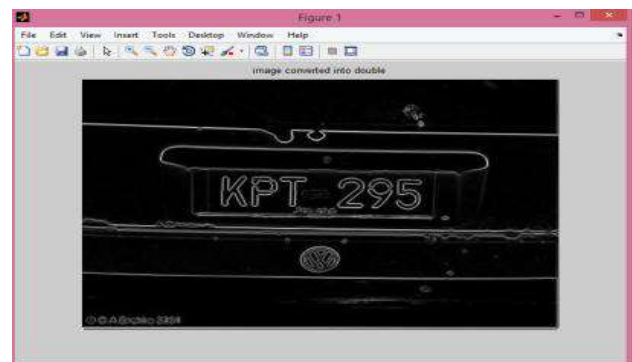 Figure 1
File Edit View Insert Tools Desktop Window Help
image converted into double
KPT 295